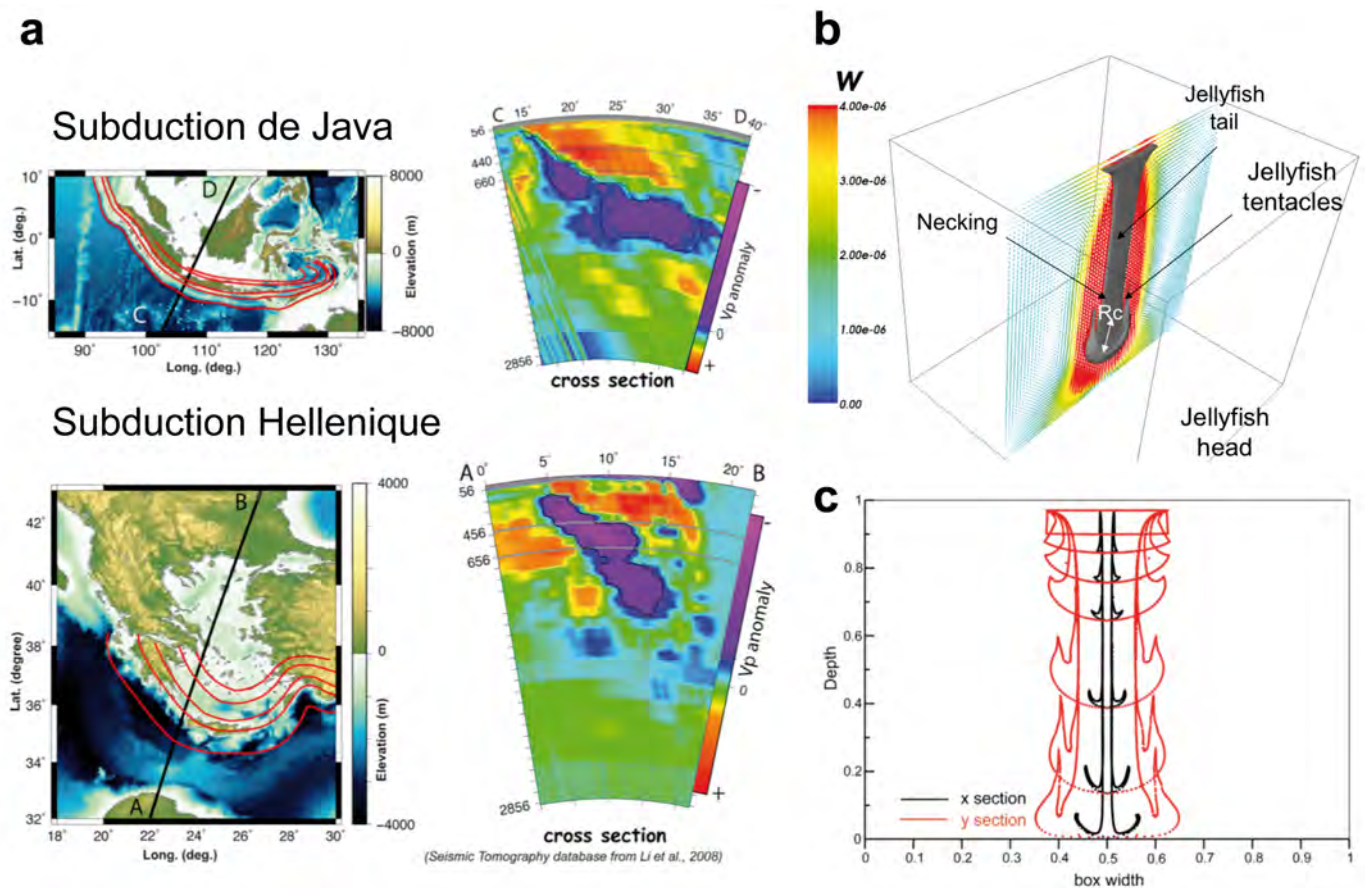 a
Subduction de Java
10°
0°
−10°
Lat. (deg.)
90°
100°
110°
120°
130°
Long. (deg.)
D
C
8000
0
−8000
Elevation (m)
C
15°
20°
25°
30°
35°
D
40°
56
440
660
2856
-
Vp anomaly
0
+
cross section
Subduction Hellenique
42°
40°
38°
36°
34°
32°
Lat. (degree)
18°
20°
22°
24°
26°
28°
30°
Long. (deg.)
B
A
4000
0
−4000
Elevation (m)
A
0°
5°
10°
15°
20°
B
56
456
656
2856
-
Vp anomaly
0
+
cross section
(Seismic Tomography database from Li et al., 2008)
b
W
4.00e-06
3.00e-06
2.00e-06
1.00e-06
0.00
Jellyfish
tail
Jellyfish
tentacles
Necking
Rc
Jellyfish
head
c
1
0.8
0.6
0.4
0.2
0
Depth
x section
y section
0
0.1
0.2
0.3
0.4
0.5
0.6
0.7
0.8
0.9
1
box width